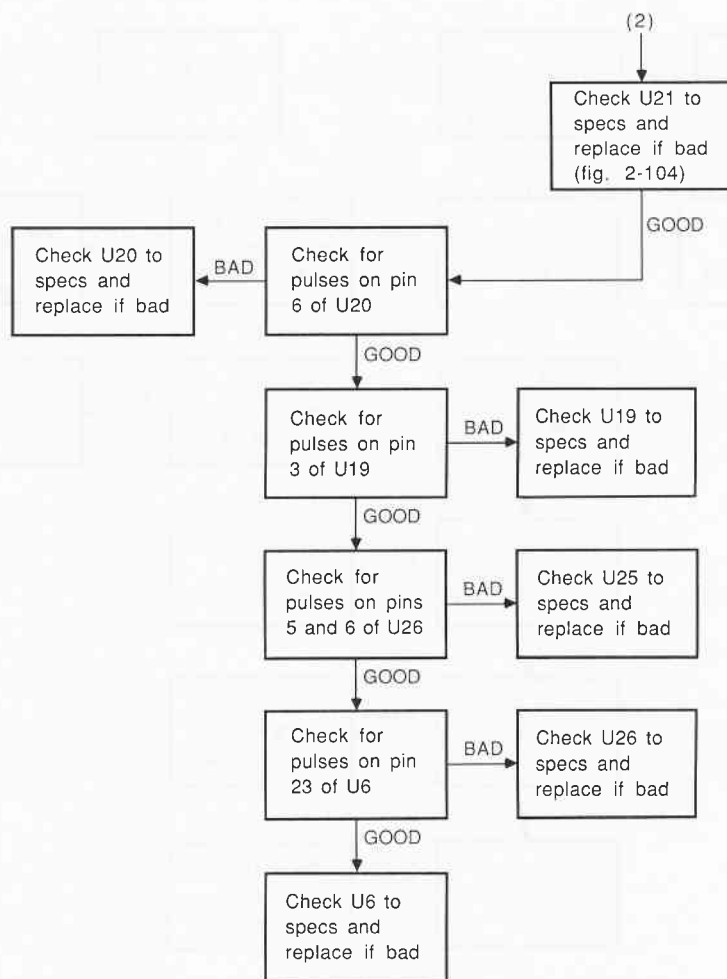 (2)
Check U21 to
specs and
replace if bad
(fig. 2-104)
GOOD
Check for
pulses on pin
6 of U20
BAD
Check U20 to
specs and
replace if bad
GOOD
Check for
pulses on pin
3 of U19
BAD
Check U19 to
specs and
replace if bad
GOOD
Check for
pulses on pins
5 and 6 of U26
BAD
Check U25 to
specs and
replace if bad
GOOD
Check for
pulses on pin
23 of U6
BAD
Check U26 to
specs and
replace if bad
GOOD
Check U6 to
specs and
replace if bad